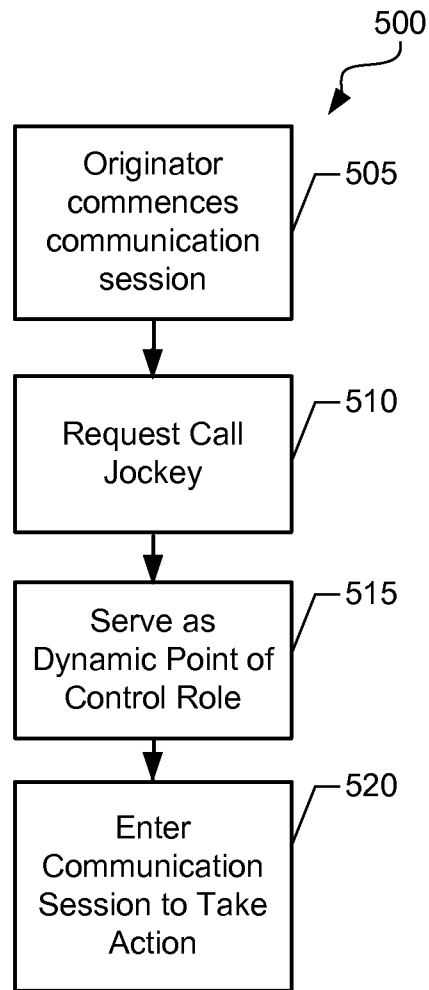 500
Originator
commences
communication
session
505
Request Call
Jockey
510
Serve as
Dynamic Point of
Control Role
515
Enter
Communication
Session to Take
Action
520